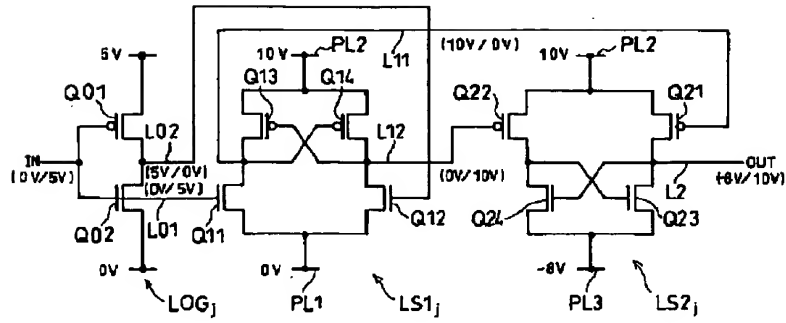 PL2
L11
(10V/0V)
PL2
5V
10V
10V
Q13
Q14
Q22
Q21
Q01
L02
L12
IN
(0V/5V)
(5V/0V)
(0V/5V)
(0V/10V)
OUT
(-8V/10V)
L2
Q02
L01
Q11
Q12
Q24
Q23
0V
0V
-8V
LOGj
PL1
LS1j
PL3
LS2j